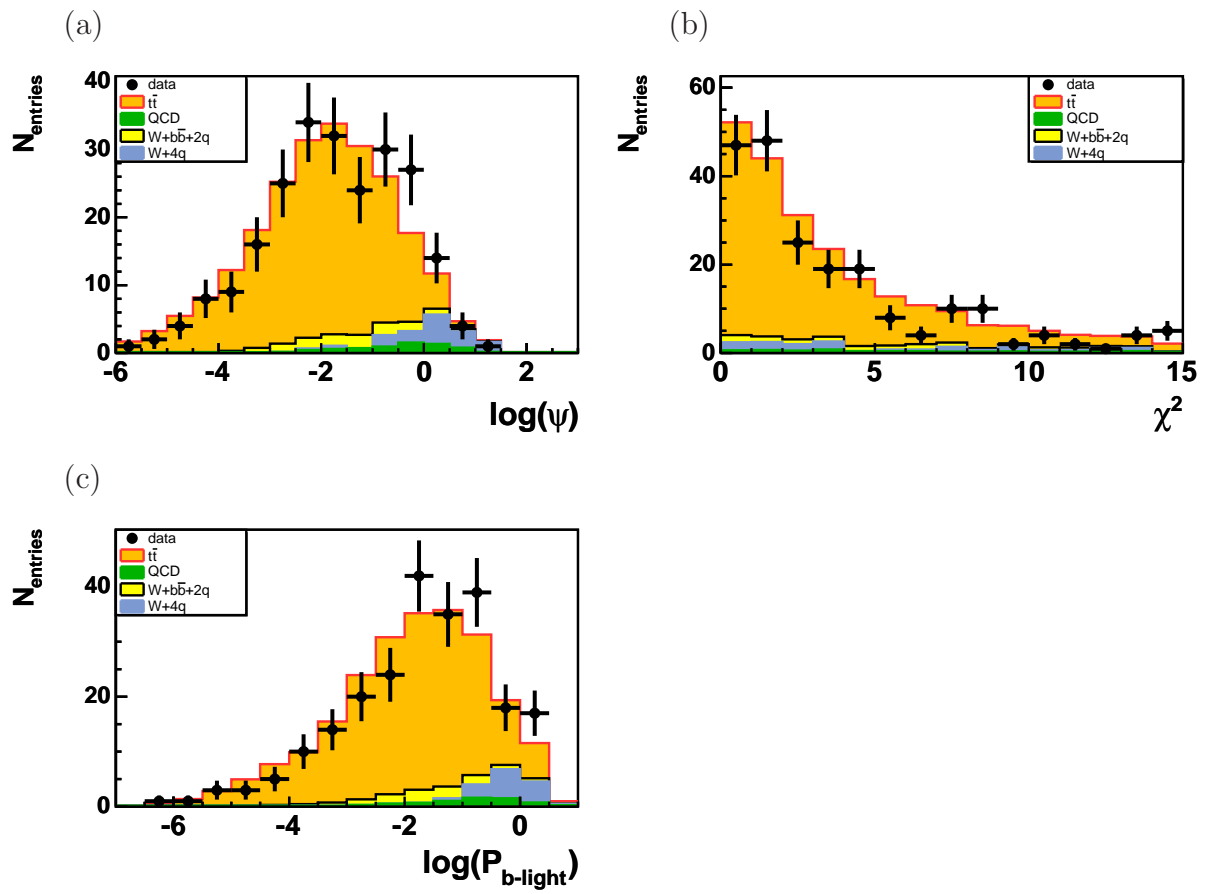 (a)
N_entries
40
30
20
10
0
data
tt̄
QCD
W+bb̄+2q
W+4q
-6 -4 -2 0 2
log(ψ)
(b)
N_entries
60
40
20
0
data
tt̄
QCD
W+bb̄+2q
W+4q
0 5 10 15
χ²
(c)
N_entries
40
20
0
data
tt̄
QCD
W+bb̄+2q
W+4q
-6 -4 -2 0
log(P_b-light)